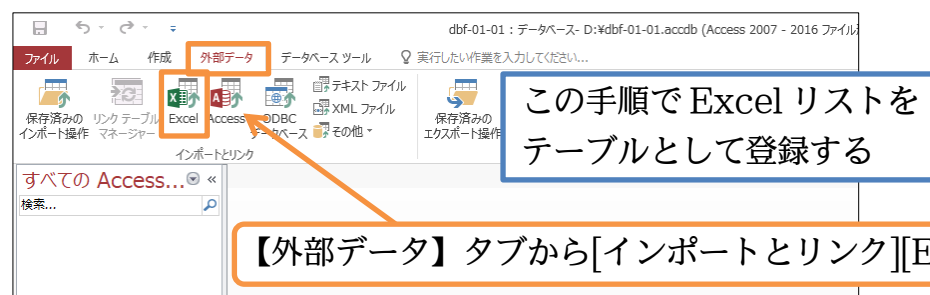 dbf-01-01：データベース- D:¥dbf-01-01.accdb (Access 2007 - 2016 ファイル
ファイル ホーム 作成 外部データ データベース ツール 実行したい作業を入力してください...
保存済みの
インポート操作
リンク テーブル
マネージャー
Excel
Access
ODBC
データベース
テキスト ファイル
XML ファイル
その他
保存済みの
エクスポート操作
インポートとリンク
この手順で Excel リストを
テーブルとして登録する
すべての Access...
検索...
【外部データ】タブから[インポートとリンク][E